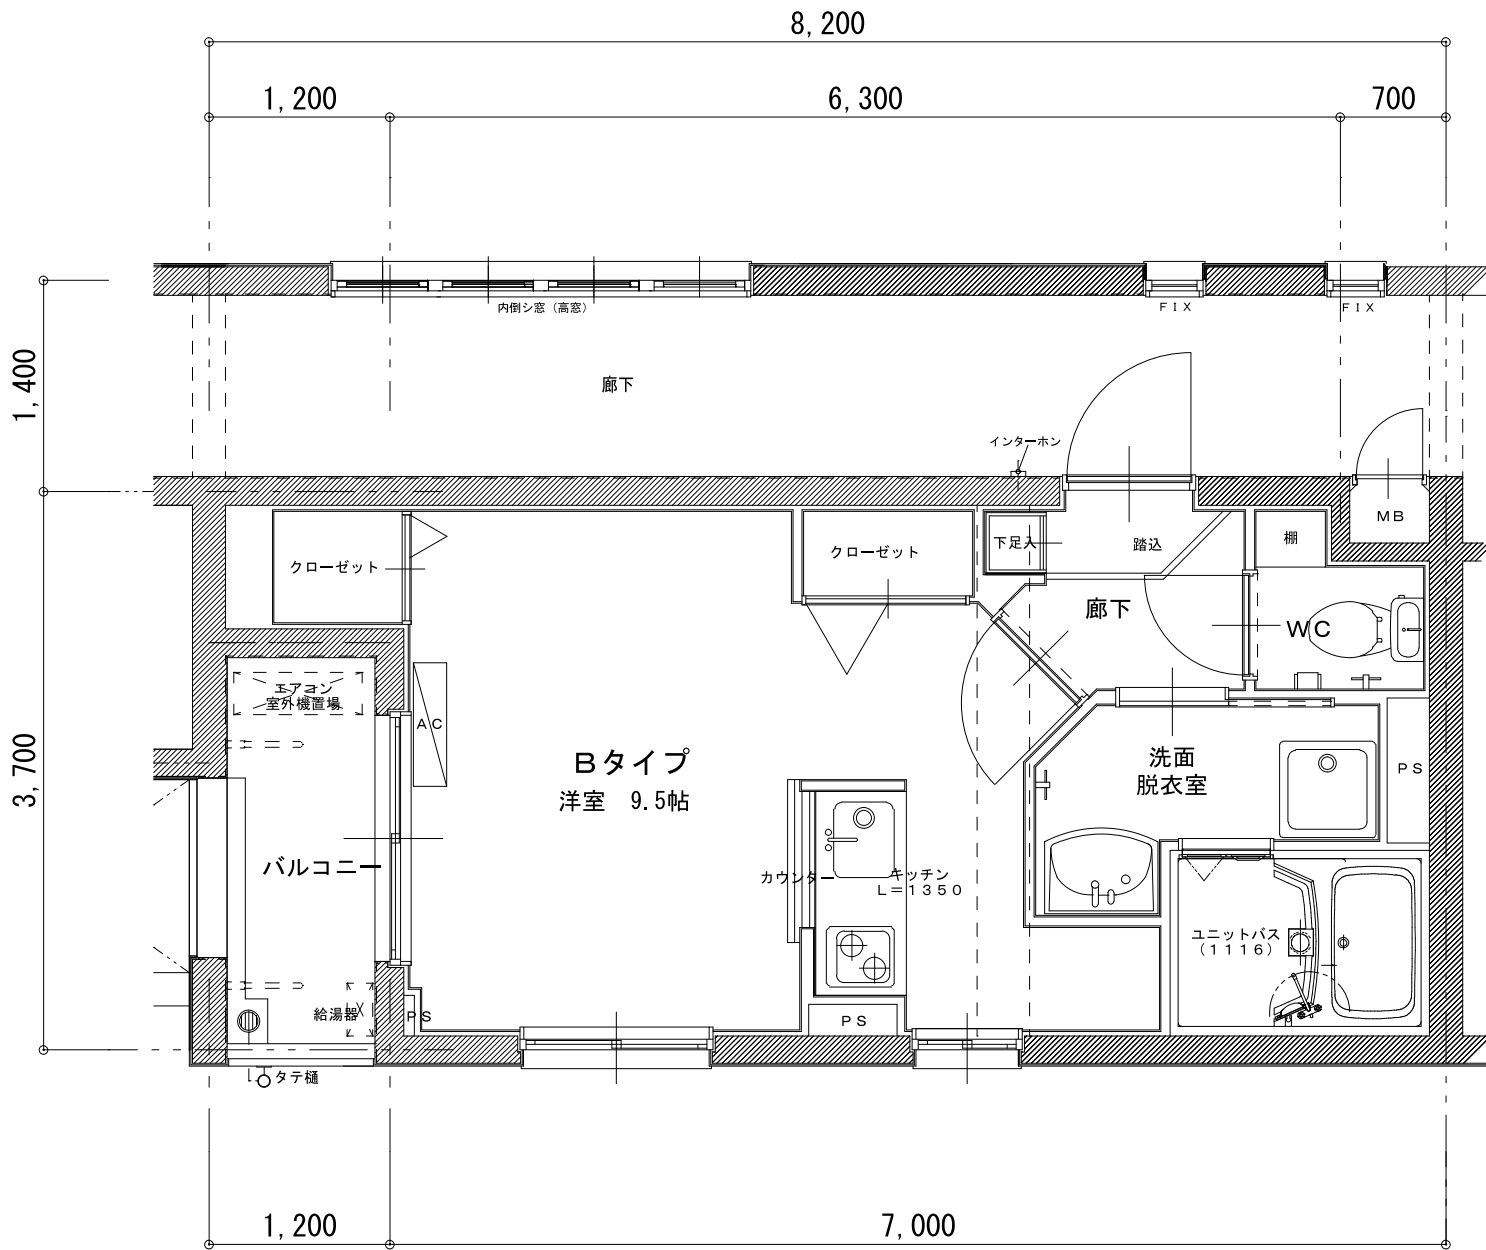 8,200
1,200
6,300
700
内倒シ窓（高窓）
ＦＩＸ
ＦＩＸ
1,400
廊下
インターホン
ＭＢ
クローゼット
クローゼット
下足入
踏込
棚
廊下
ＷＣ
エアコン
室外機置場
ＡＣ
3,700
Ｂタイプ
洋室　9.5帖
洗面
脱衣室
ＰＳ
バルコニー
カウンター
キッチン
Ｌ＝１３５０
ユニットバス
（１１１６）
給湯器
ＰＳ
ＰＳ
タテ樋
1,200
7,000